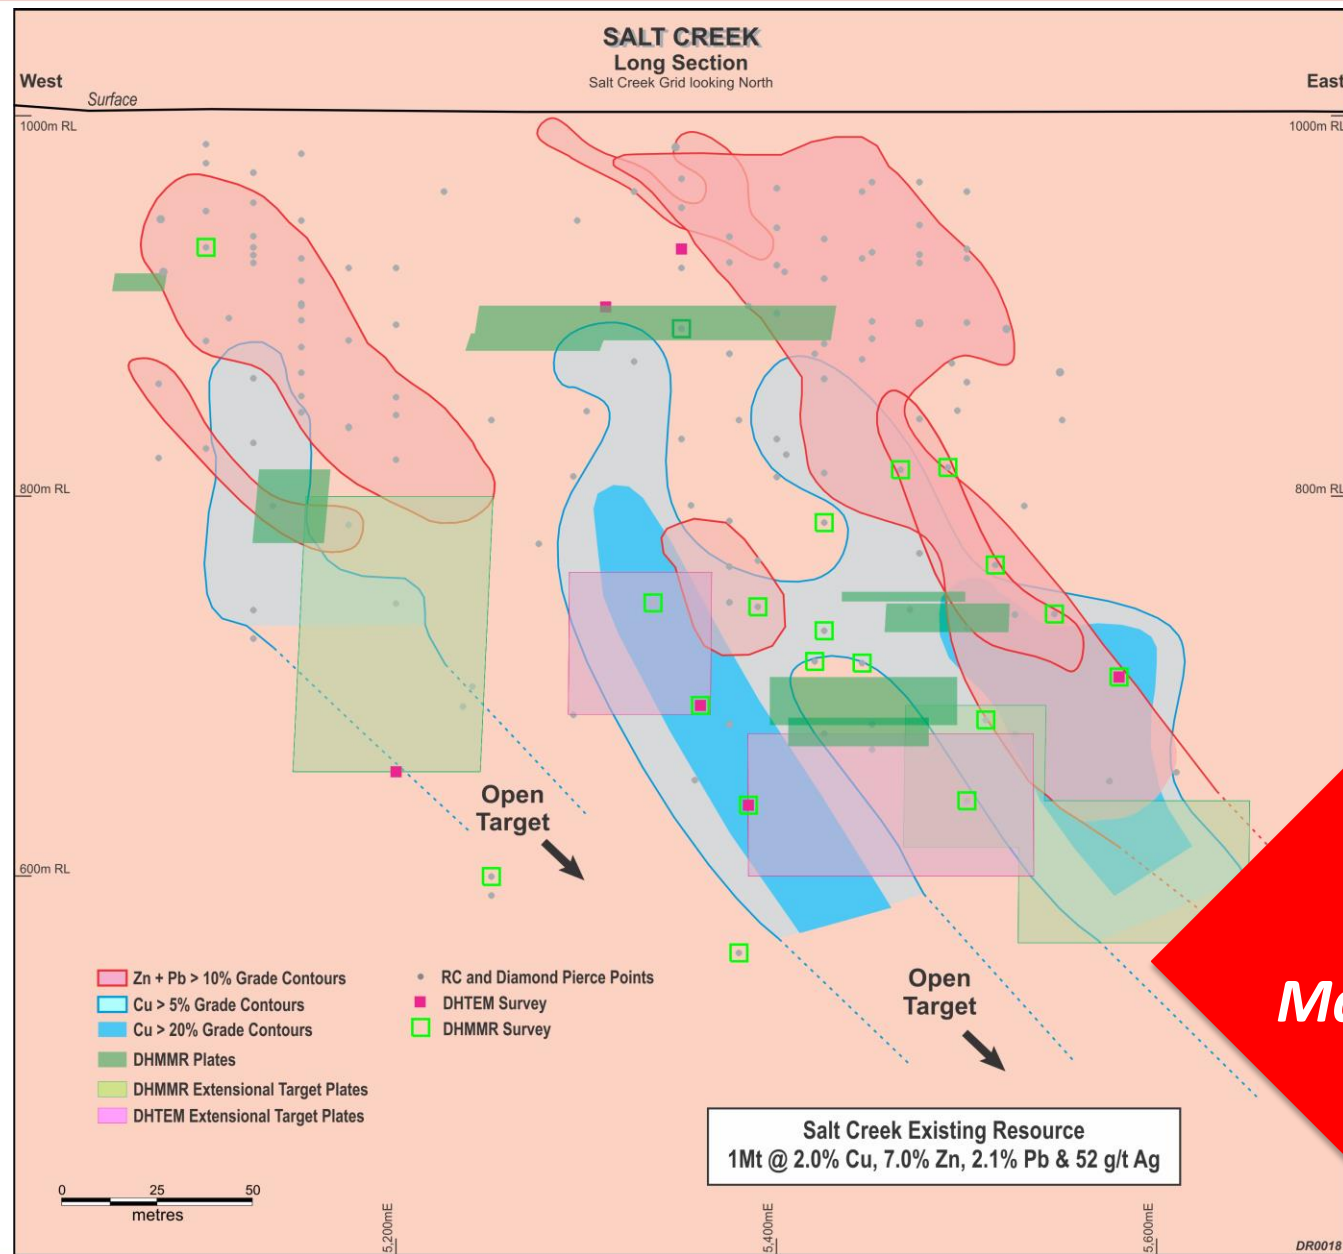 SALT CREEK
Long Section
Salt Creek Grid looking North
West
East
Surface
1000m RL
1000m RL
800m RL
800m RL
600m RL
Open
Target
Open
Target
Zn + Pb > 10% Grade Contours
Cu > 5% Grade Contours
Cu > 20% Grade Contours
DHMMR Plates
DHMMR Extensional Target Plates
DHTEM Extensional Target Plates
RC and Diamond Pierce Points
DHTEM Survey
DHMMR Survey
Salt Creek Existing Resource
1Mt @ 2.0% Cu, 7.0% Zn, 2.1% Pb & 52 g/t Ag
0 25 50
metres
5,200mE
5,400mE
5,600mE
DR0018